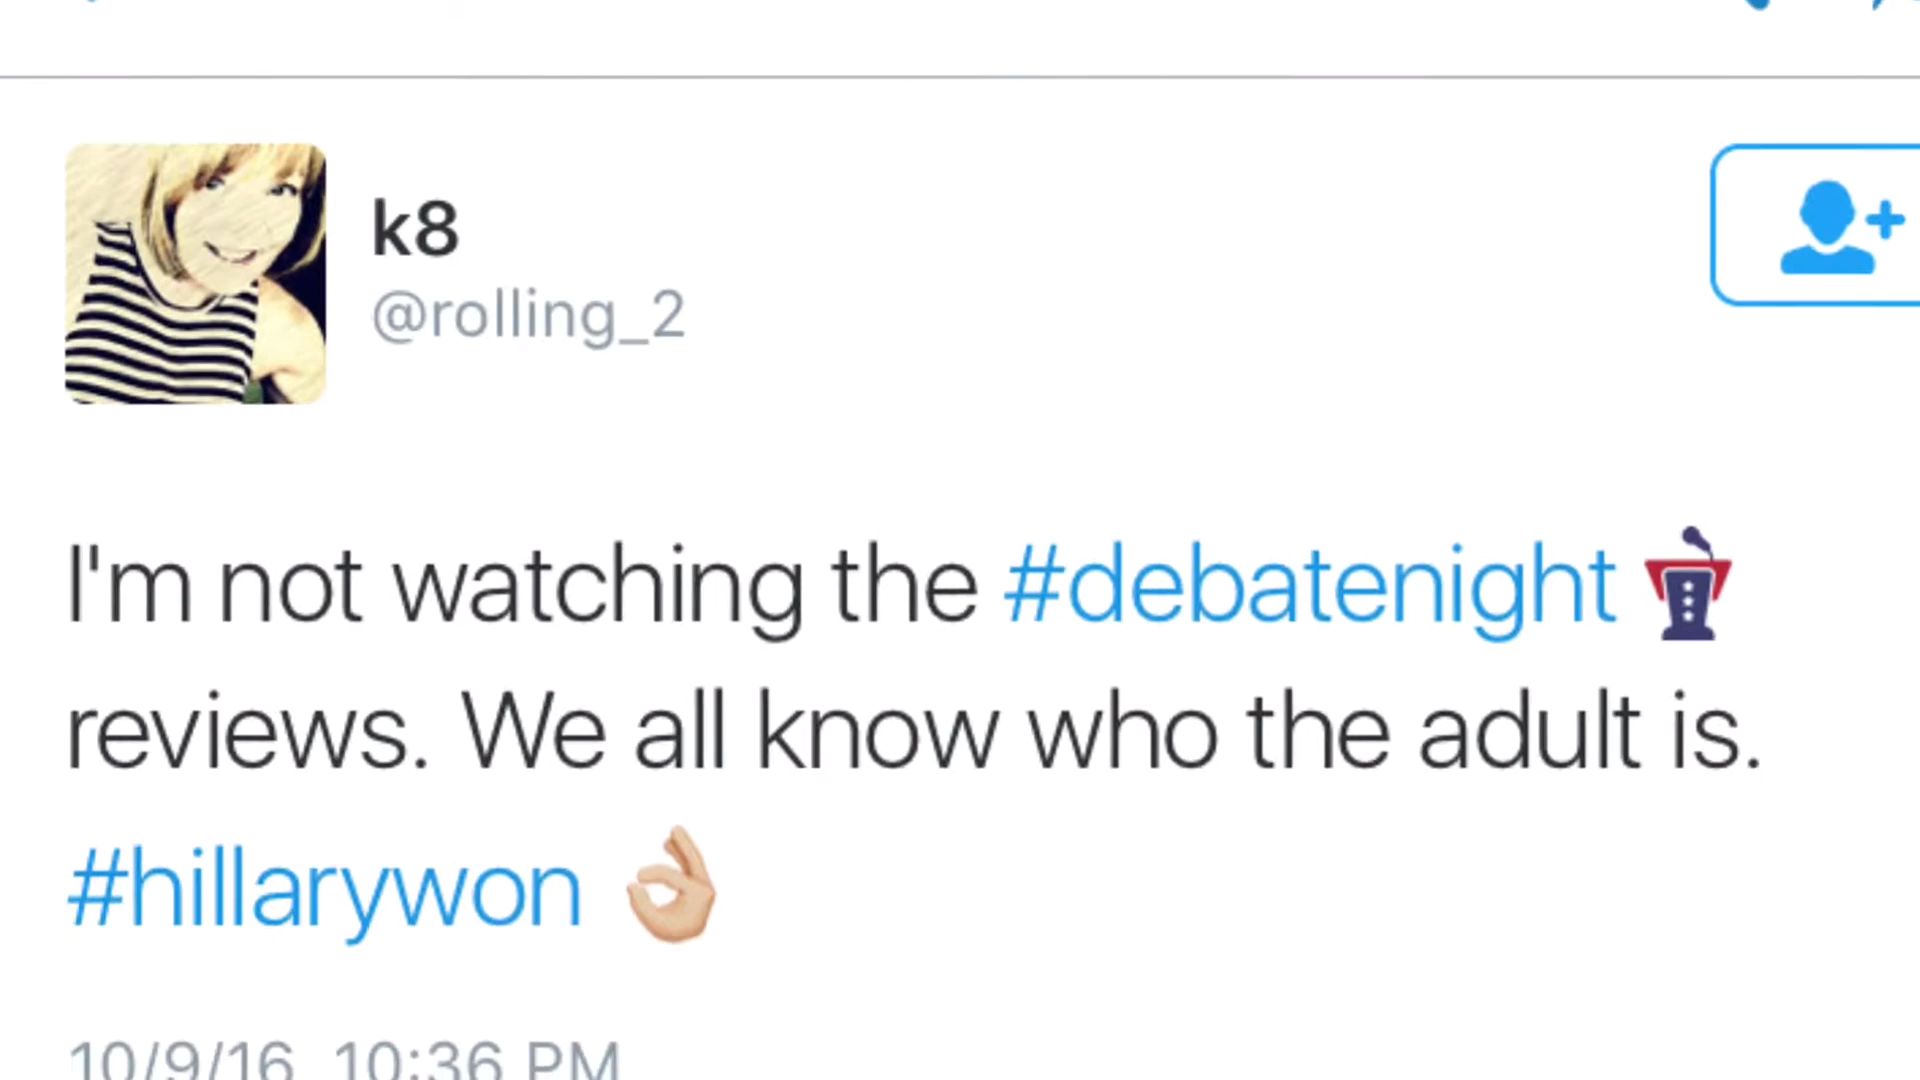 k8
@rolling_2
I'm not watching the #debatenight
reviews. We all know who the adult is.
#hillarywon 👌🏼
10/9/16 10:36 PM